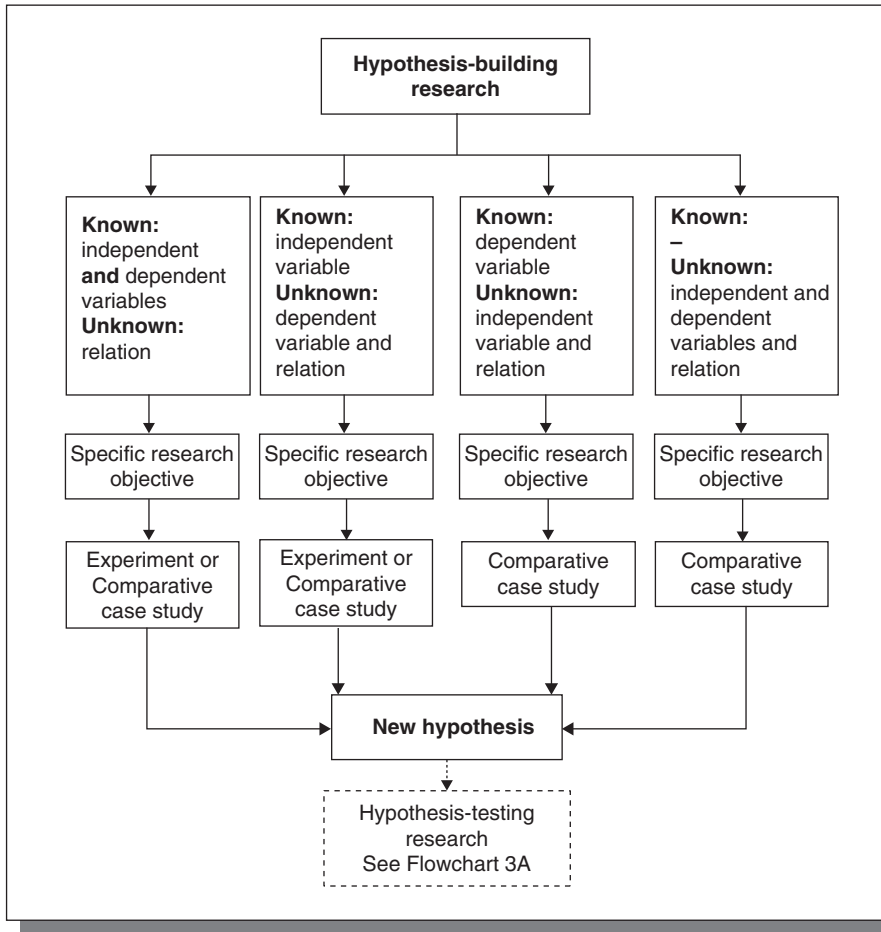 Hypothesis-building
research
Known:
independent
and dependent
variables
Unknown:
relation
Known:
independent
variable
Unknown:
dependent
variable and
relation
Known:
dependent
variable
Unknown:
independent
variable and
relation
Known:
–
Unknown:
independent and
dependent
variables and
relation
Specific research
objective
Specific research
objective
Specific research
objective
Specific research
objective
Experiment or
Comparative
case study
Experiment or
Comparative
case study
Comparative
case study
Comparative
case study
New hypothesis
Hypothesis-testing
research
See Flowchart 3A